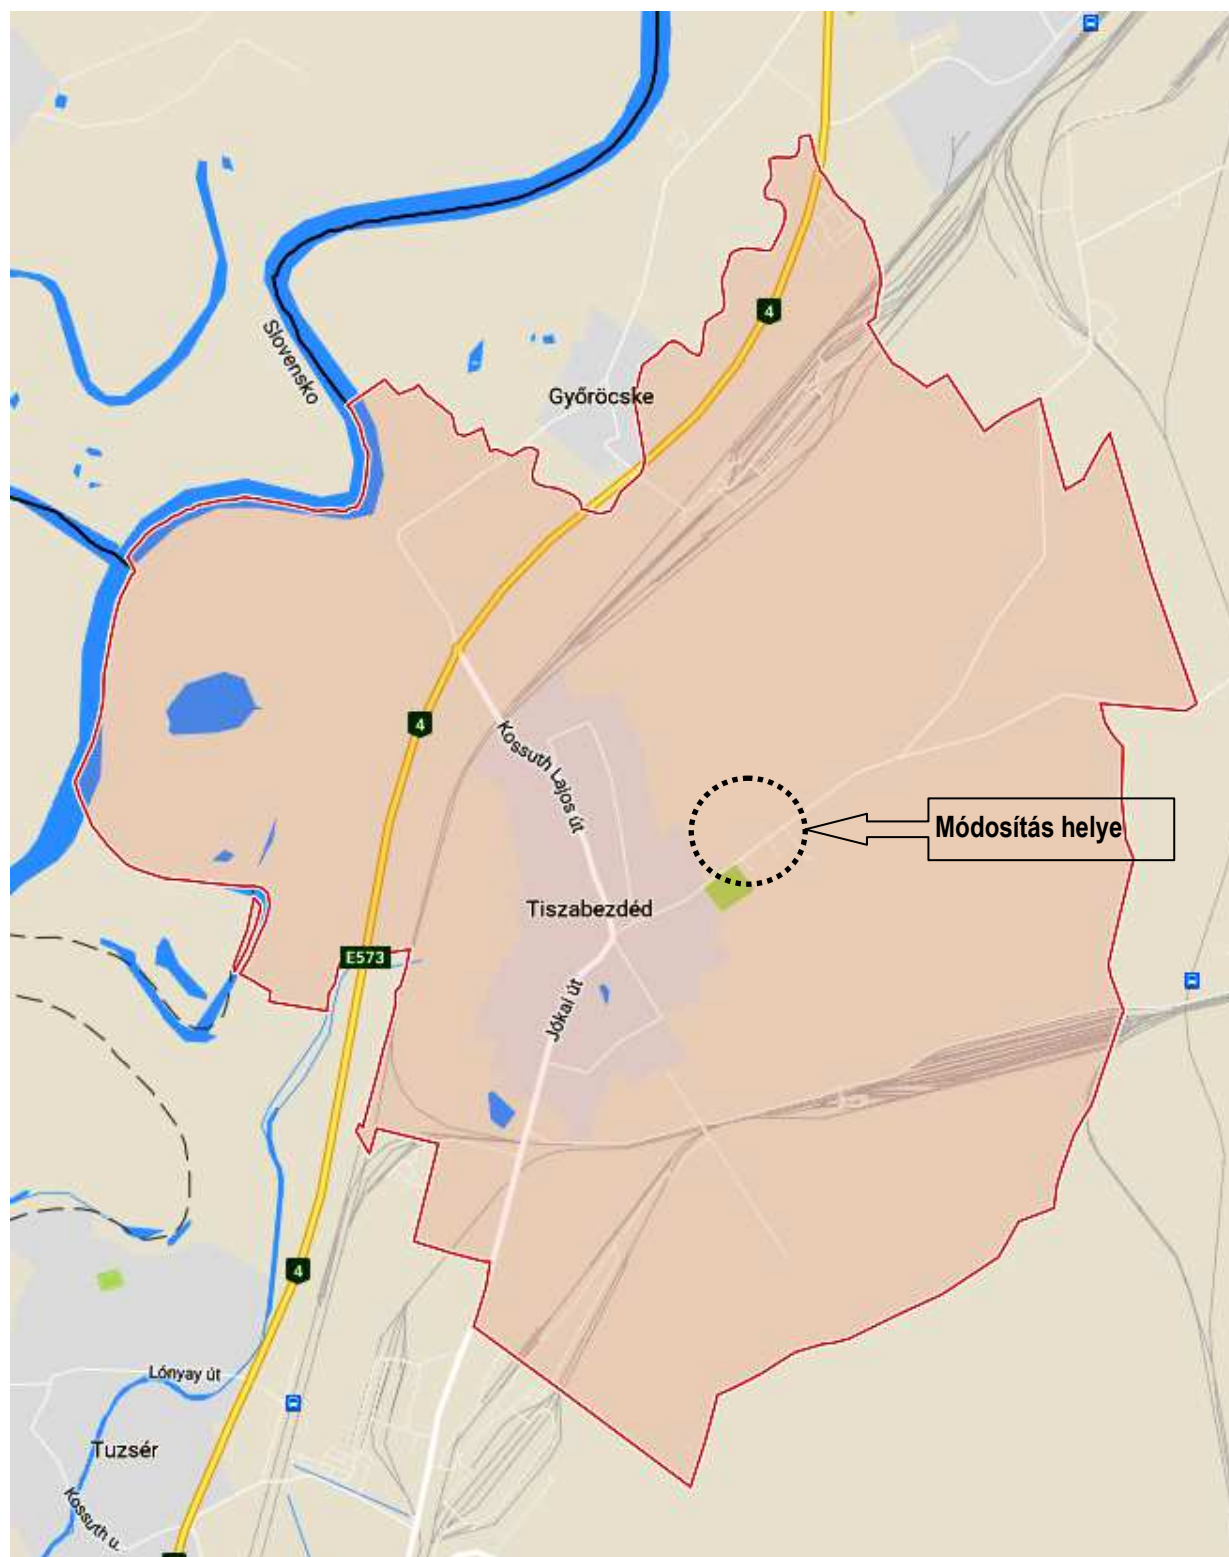 Slovensko
4
Győröcske
4
Kossuth Lajos út
Módosítás helye
Tiszabezdéd
E573
Jókai út
4
Lónyay út
Tuzsér
Kossuth u.